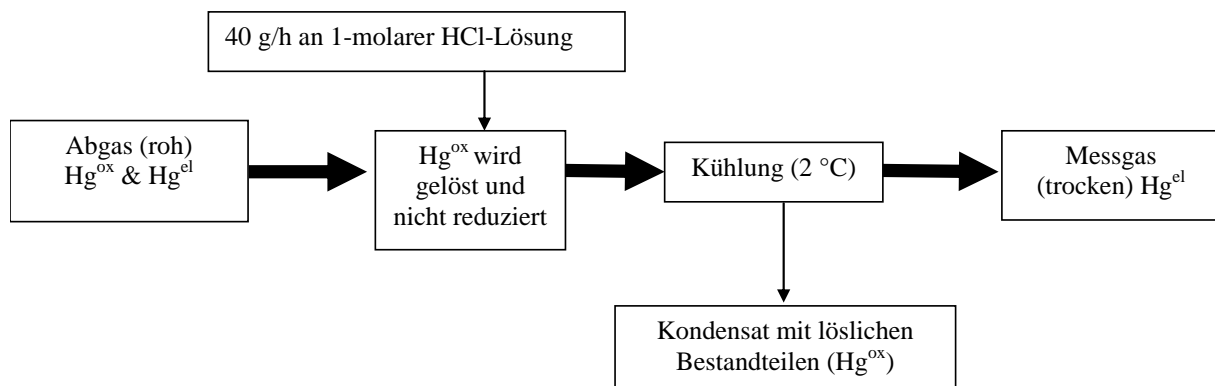 40 g/h an 1-molarer HCl-Lösung
Abgas (roh)
Hg^ox & Hg^el
Hg^ox wird
gelöst und
nicht reduziert
Kühlung (2 °C)
Messgas
(trocken) Hg^el
Kondensat mit löslichen
Bestandteilen (Hg^ox)